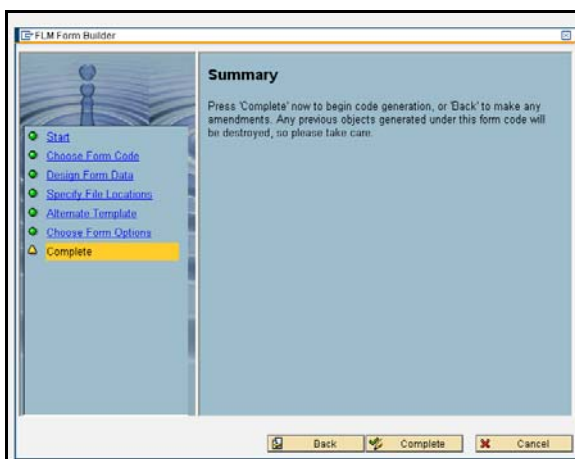 FLM Form Builder
Summary
Press 'Complete' now to begin code generation, or 'Back' to make any
amendments. Any previous objects generated under this form code will
be destroyed, so please take care.
Start
Choose Form Code
Design Form Data
Specify File Locations
Alternate Template
Choose Form Options
Complete
Back
Complete
Cancel